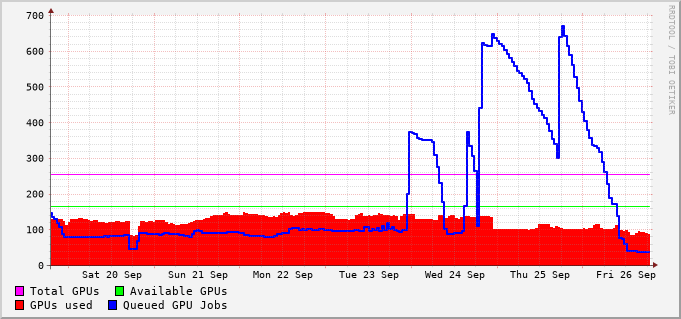 700
600
500
400
300
200
100
0
Sat 20 Sep Sun 21 Sep Mon 22 Sep Tue 23 Sep Wed 24 Sep Thu 25 Sep Fri 26 Sep
Total GPUs Available GPUs
GPUs used Queued GPU Jobs
RRDTOOL / TOBI OETIKER